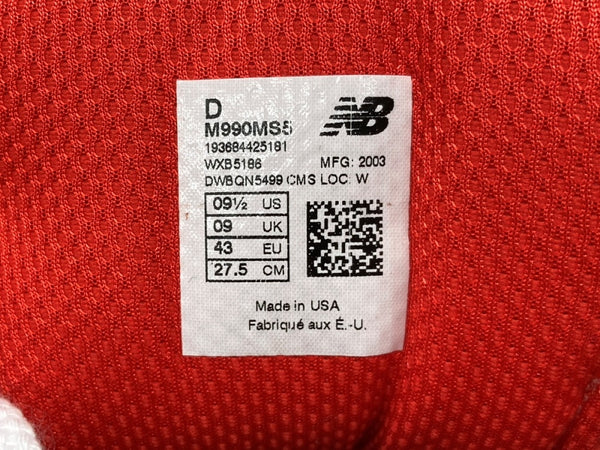 D
M990MS5 NB
193684425181
WXB5186 MFG: 2003
DWBQN5499 CMS LOC: W
09½ US
09 UK
43 EU
27.5 CM
Made in USA
Fabriqué aux É.-U.